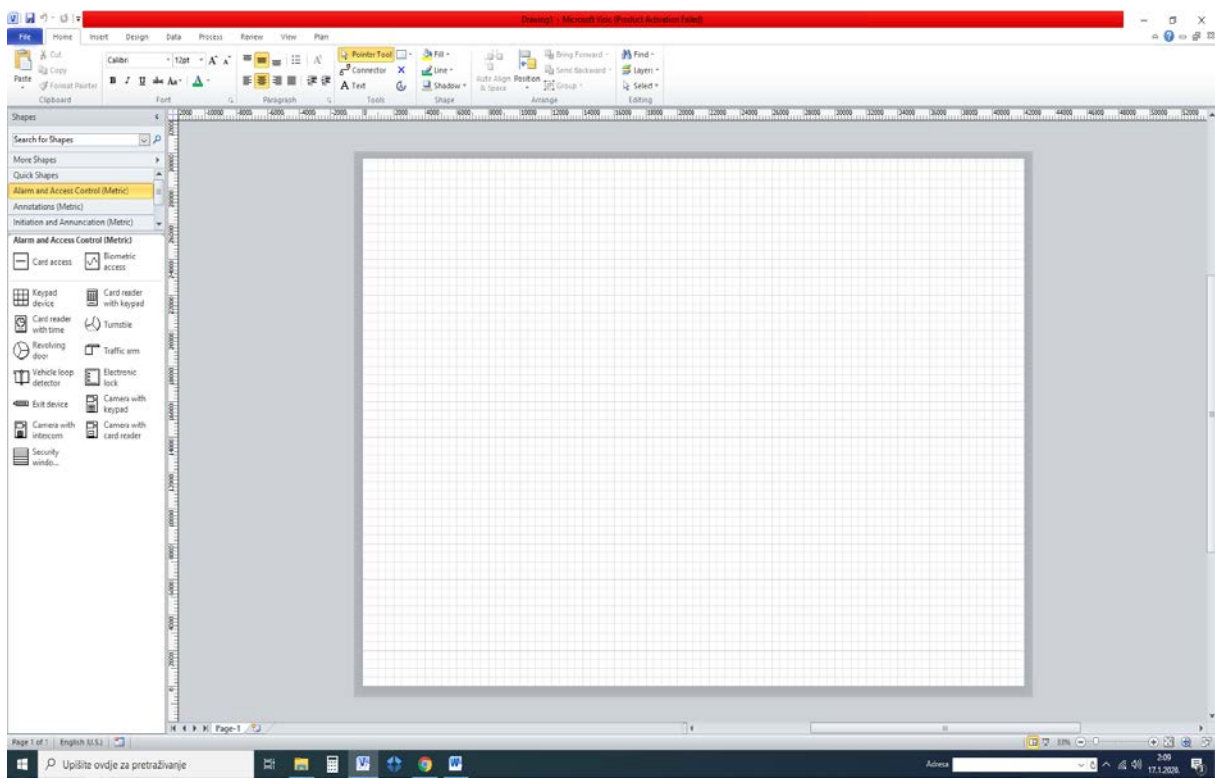 Drawing1 - Microsoft Visio (Product Activation Failed)
File Home Insert Design Data Process Review View Plan
Paste
Cut
Copy
Format Painter
Clipboard
Calibri 12pt
Font
Paragraph
Pointer Tool
Connector
A Text
Tools
Fill
Line
Shadow
Shape
Auto Align & Space
Position
Bring Forward
Send Backward
Group
Arrange
Find
Layers
Select
Editing
Shapes
Search for Shapes
More Shapes
Quick Shapes
Alarm and Access Control (Metric)
Annotations (Metric)
Initiation and Annunciation (Metric)
Alarm and Access Control (Metric)
Card access
Biometric access
Keypad device
Card reader with keypad
Card reader with time
Turnstile
Revolving door
Traffic arm
Vehicle loop detector
Electronic lock
Exit device
Camera with keypad
Camera with intercom
Camera with card reader
Security windo...
Page-1
Page 1 of 1 English (U.S.)
33%
Upišite ovdje za pretraživanje
Adresa
2:09
17.1.2020.